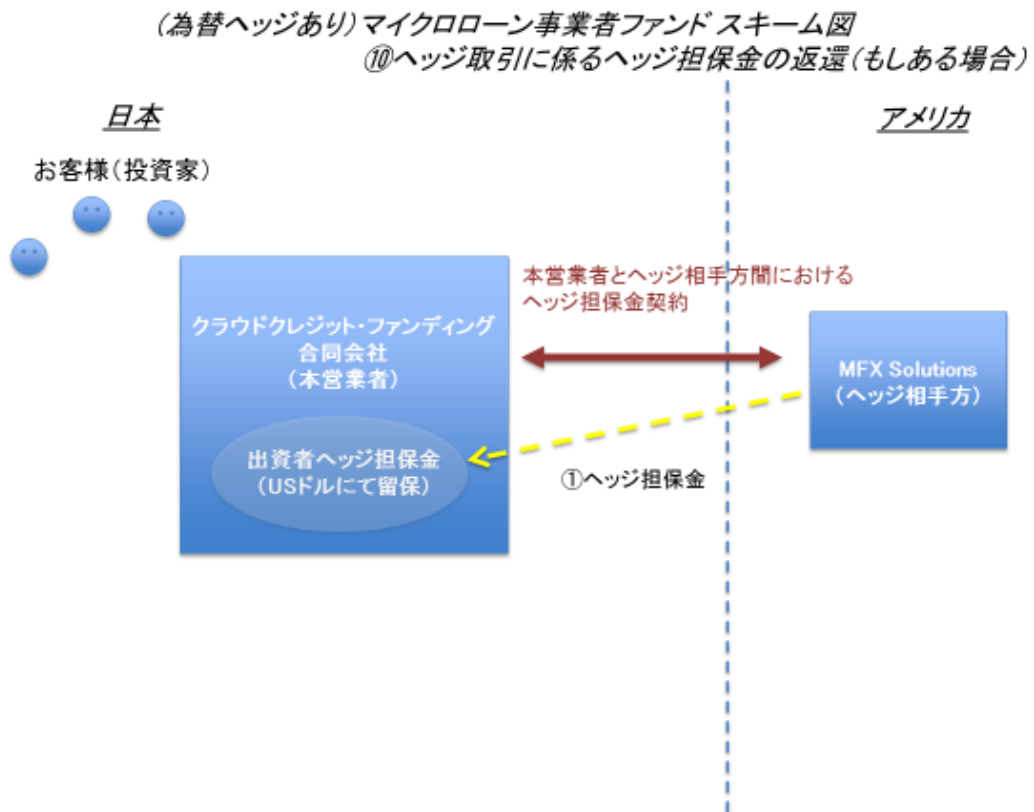 (為替ヘッジあり)マイクロローン事業者ファンド スキーム図
⑩ヘッジ取引に係るヘッジ担保金の返還(もしある場合)
日本
アメリカ
お客様(投資家)
本営業者とヘッジ相手方間における
ヘッジ担保金契約
クラウドクレジット・ファンディング
合同会社
(本営業者)
MFX Solutions
(ヘッジ相手方)
出資者ヘッジ担保金
(USドルにて留保)
①ヘッジ担保金